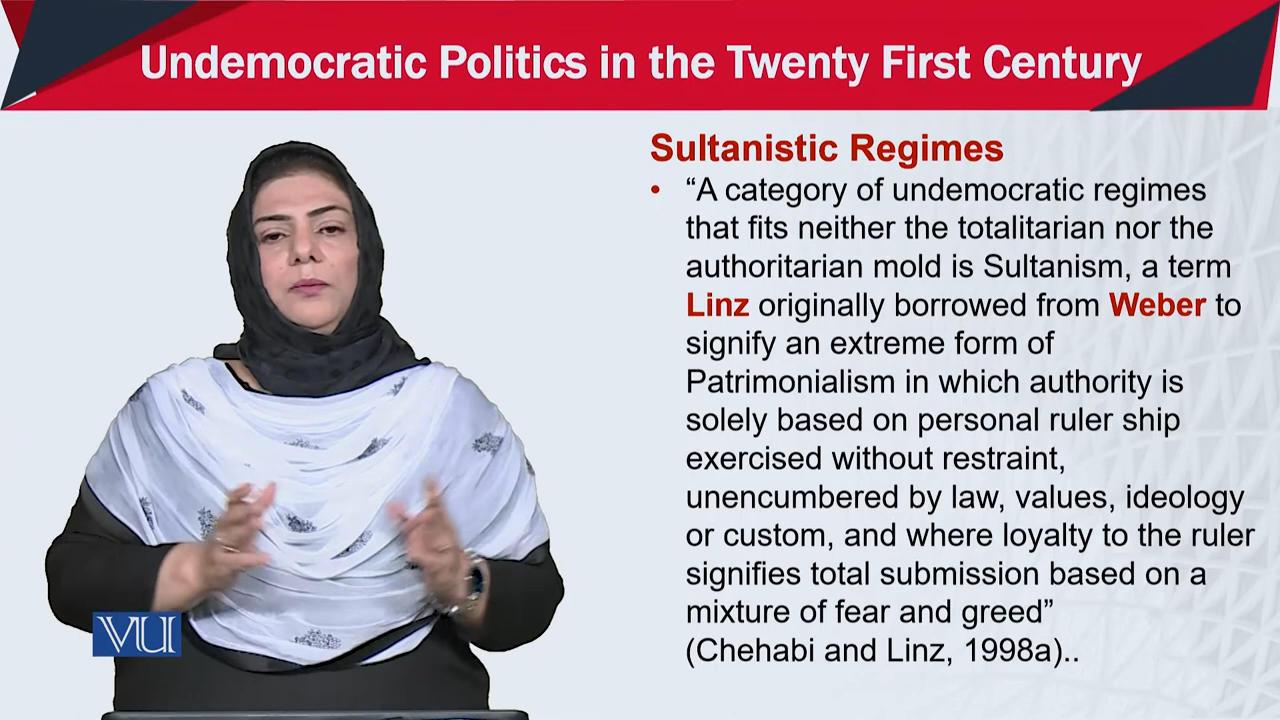 Undemocratic Politics in the Twenty First Century
Sultanistic Regimes
• “A category of undemocratic regimes
that fits neither the totalitarian nor the
authoritarian mold is Sultanism, a term
Linz originally borrowed from Weber to
signify an extreme form of
Patrimonialism in which authority is
solely based on personal ruler ship
exercised without restraint,
unencumbered by law, values, ideology
or custom, and where loyalty to the ruler
signifies total submission based on a
mixture of fear and greed”
(Chehabi and Linz, 1998a)..
VU